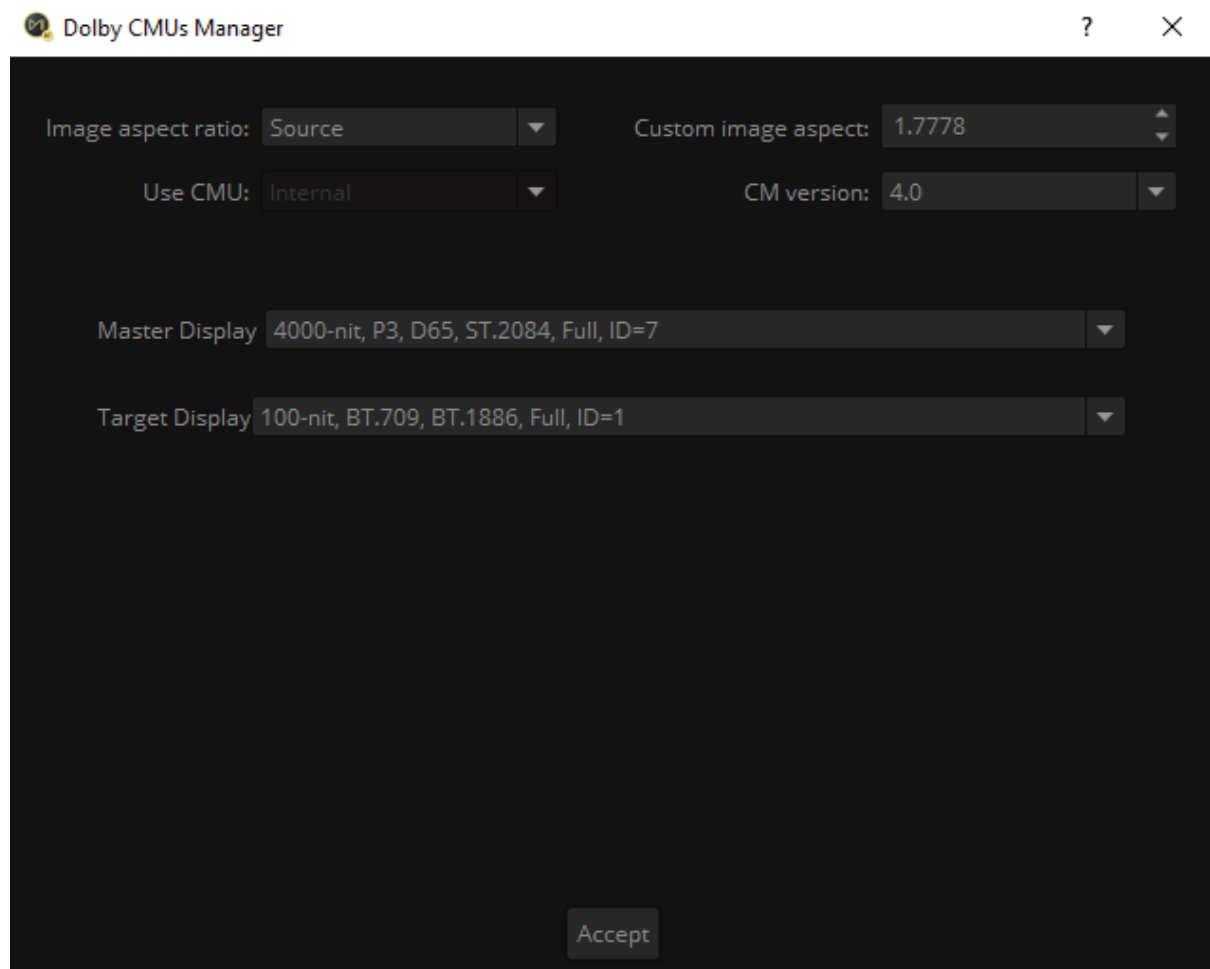 Dolby CMUs Manager ?
Image aspect ratio: Source Custom image aspect: 1.7778
Use CMU: Internal CM version: 4.0
Master Display 4000-nit, P3, D65, ST.2084, Full, ID=7
Target Display 100-nit, BT.709, BT.1886, Full, ID=1
Accept